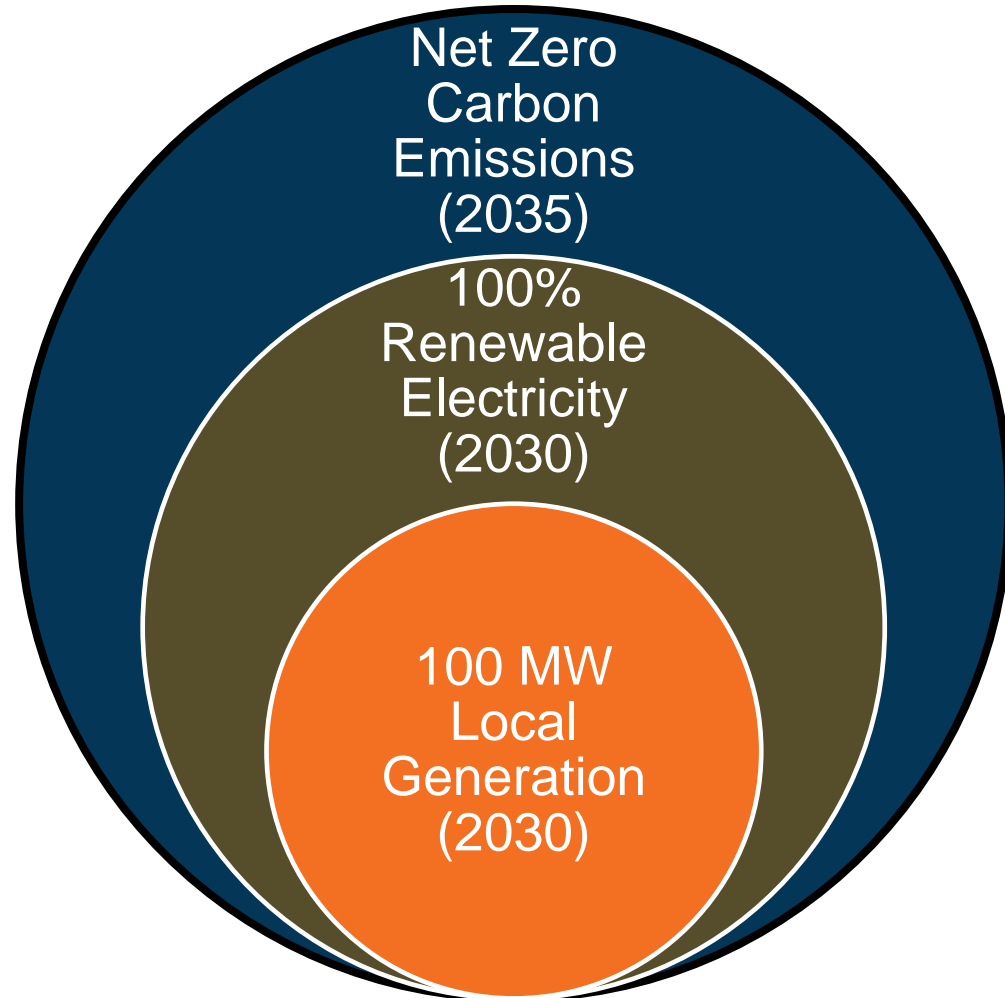 Net Zero
Carbon
Emissions
(2035)
100%
Renewable
Electricity
(2030)
100 MW
Local
Generation
(2030)